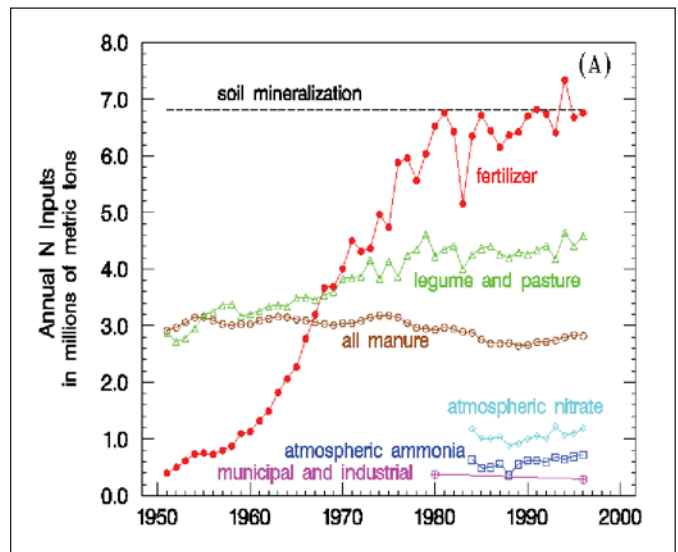 8.0
(A)
soil mineralization
7.0
6.0
fertilizer
5.0
4.0
legume and pasture
3.0
all manure
2.0
atmospheric nitrate
1.0
atmospheric ammonia
municipal and industrial
0.0
1950 1960 1970 1980 1990 2000
Annual N Inputs
in millions of metric tons